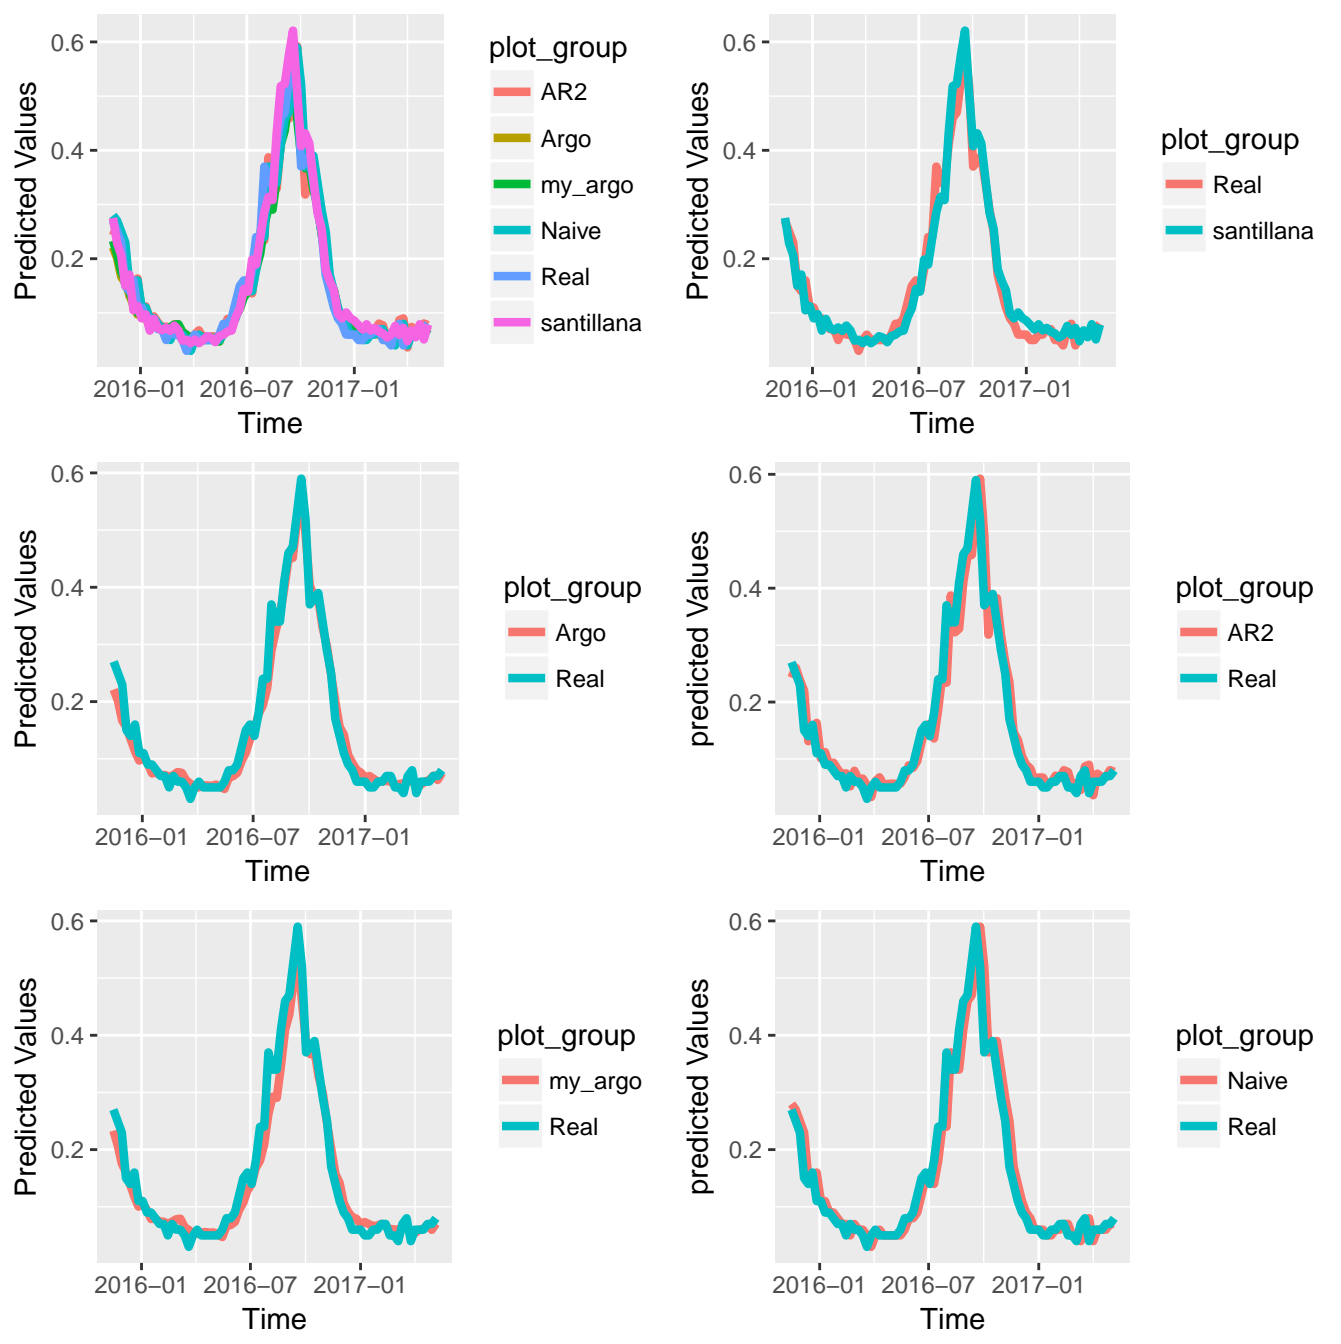 Predicted Values
0.6
0.4
0.2
2016−01 2016−07 2017−01
Time
plot_group
AR2
Argo
my_argo
Naive
Real
santillana
Predicted Values
0.6
0.4
0.2
2016−01 2016−07 2017−01
Time
plot_group
Real
santillana
Predicted Values
0.6
0.4
0.2
2016−01 2016−07 2017−01
Time
plot_group
Argo
Real
predicted Values
0.6
0.4
0.2
2016−01 2016−07 2017−01
Time
plot_group
AR2
Real
Predicted Values
0.6
0.4
0.2
2016−01 2016−07 2017−01
Time
plot_group
my_argo
Real
predicted Values
0.6
0.4
0.2
2016−01 2016−07 2017−01
Time
plot_group
Naive
Real